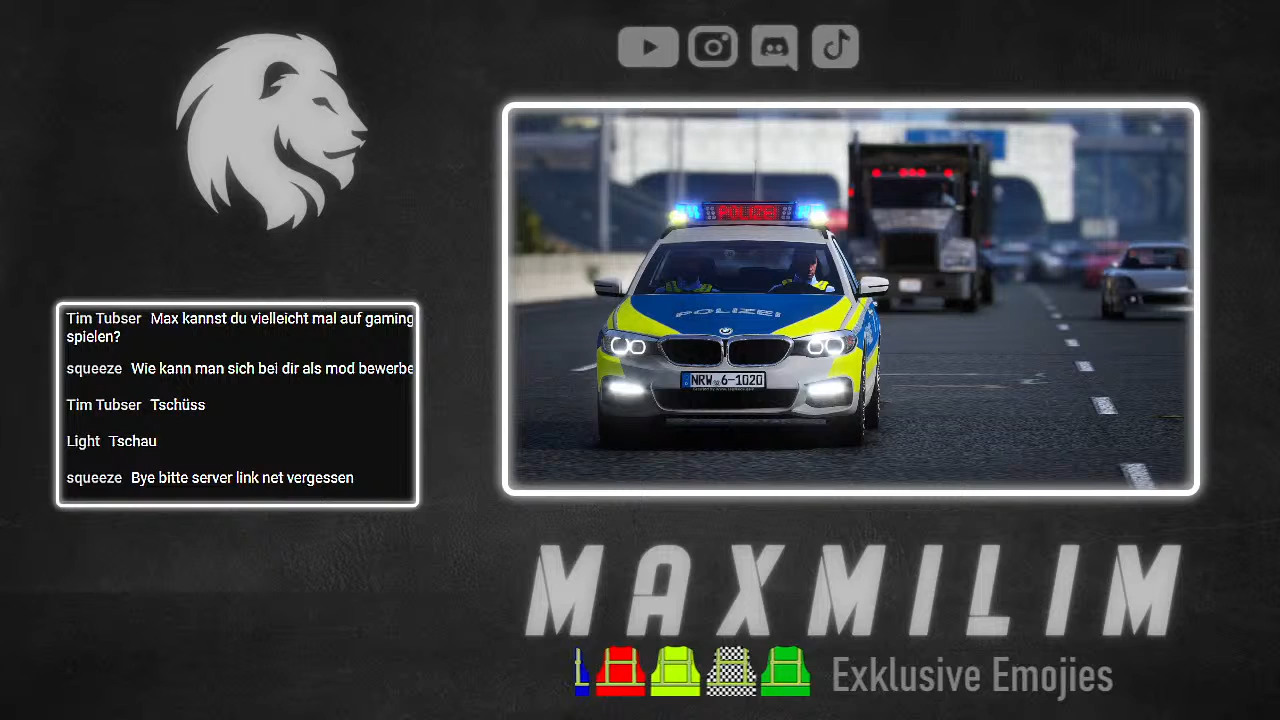 Tim Tubser Max kannst du vielleicht mal auf gaming
spielen?
squeeze Wie kann man sich bei dir als mod bewerbe
Tim Tubser Tschüss
Light Tschau
squeeze Bye bitte server link net vergessen
POLIZEI
NRW 6-1020
MAXMILIM
Exklusive Emojies